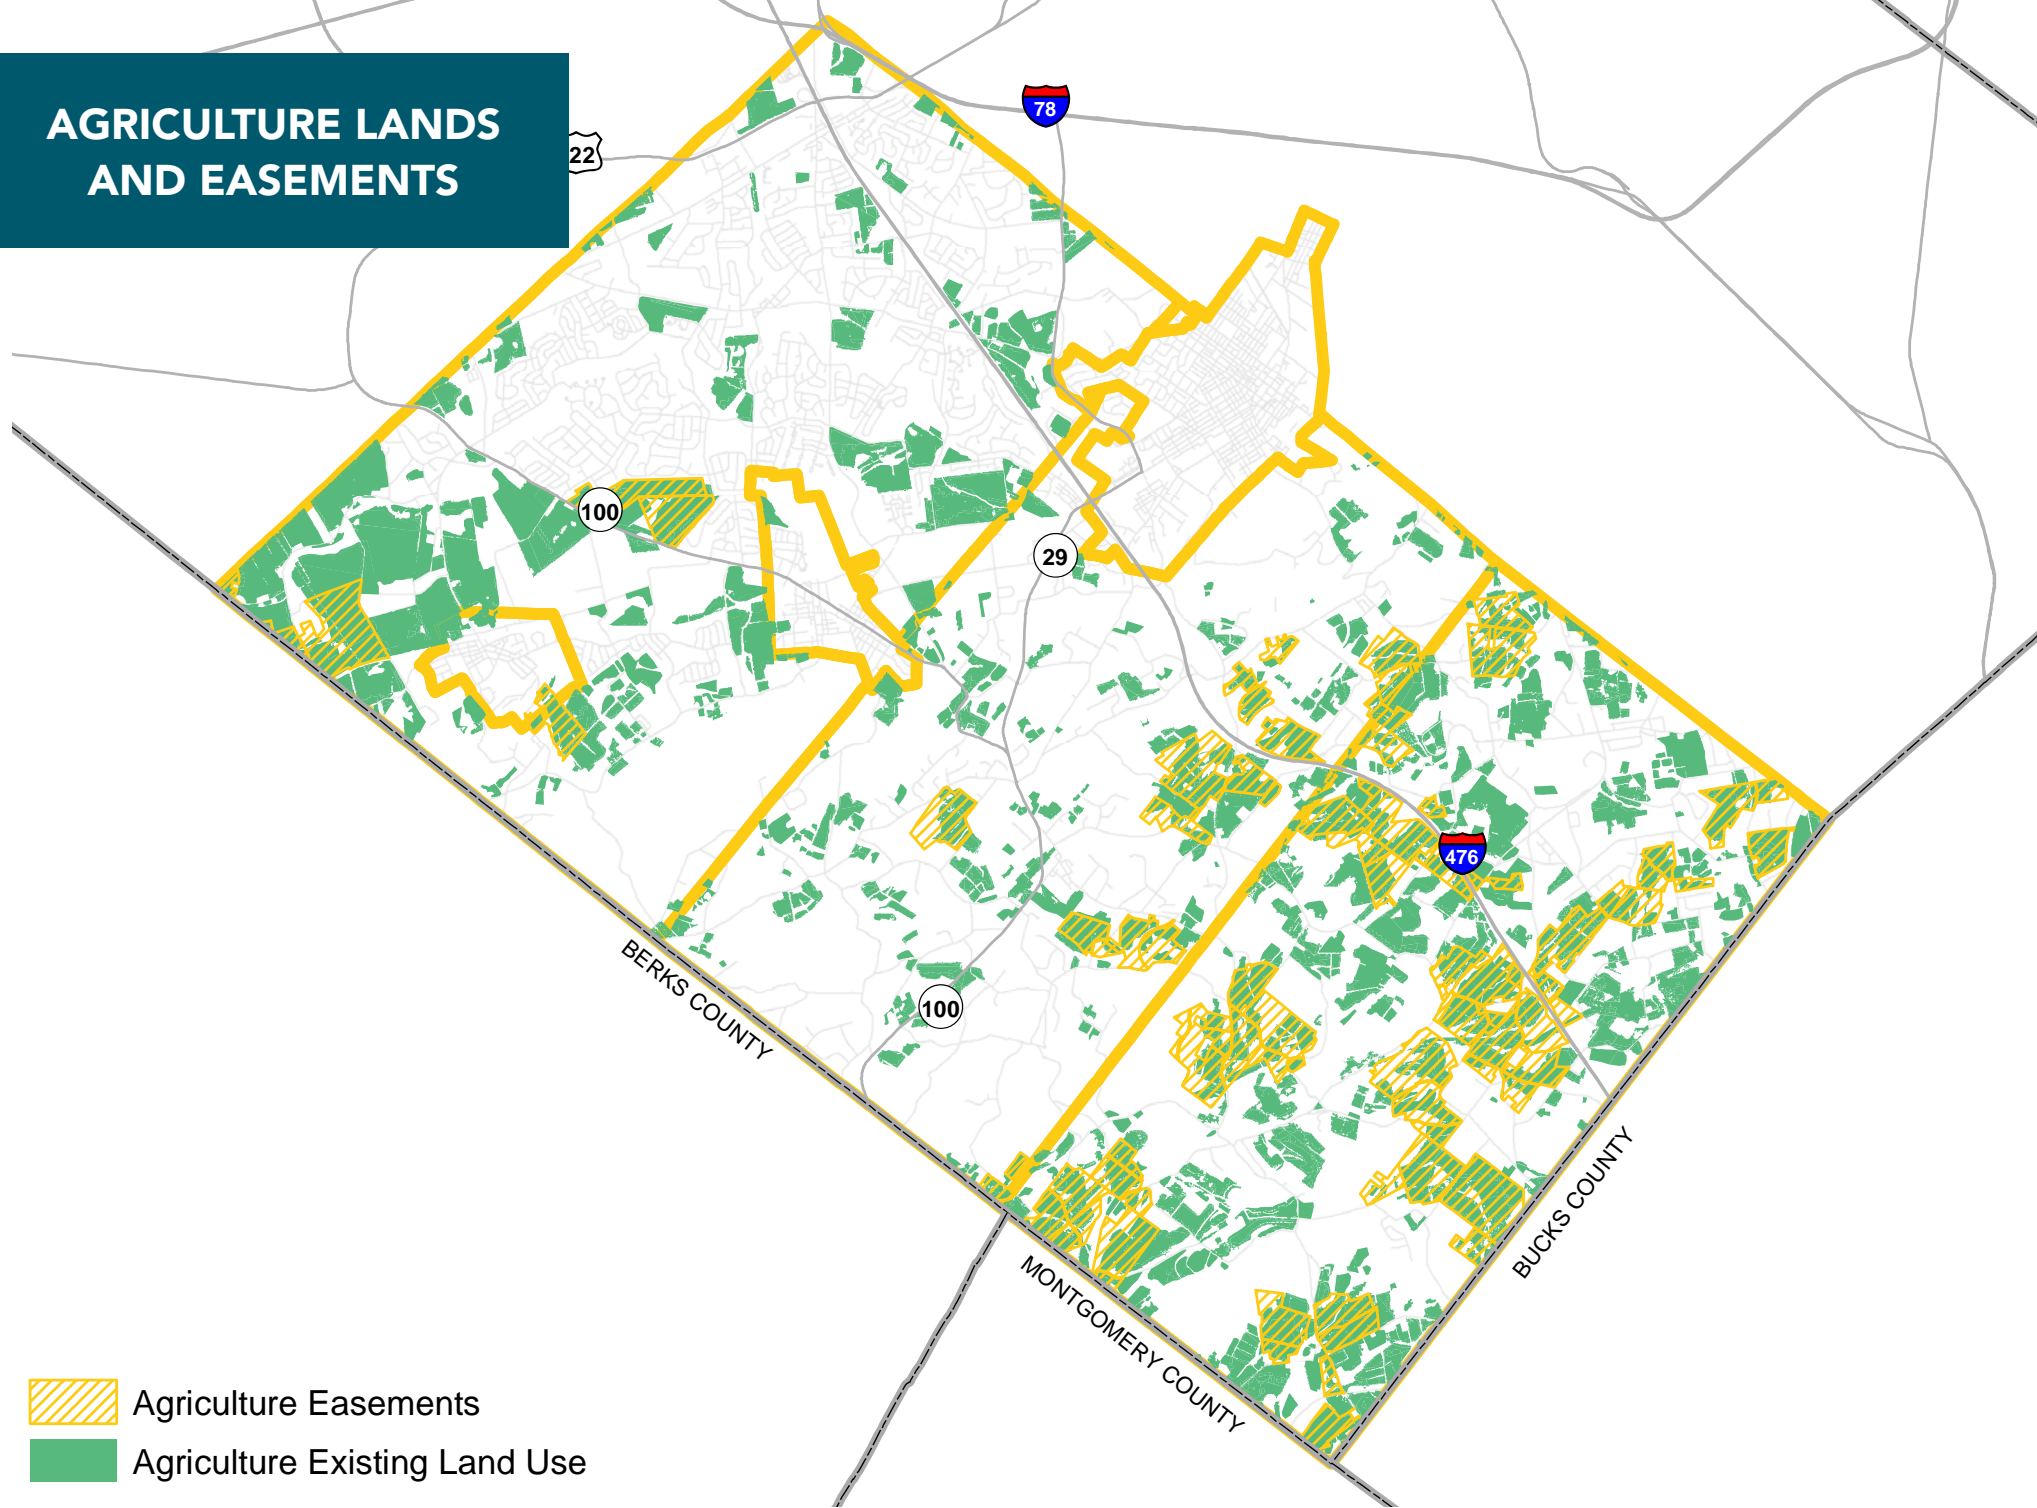 AGRICULTURE LANDS
AND EASEMENTS
22
78
100
29
476
100
BERKS COUNTY
BUCKS COUNTY
MONTGOMERY COUNTY
Agriculture Easements
Agriculture Existing Land Use